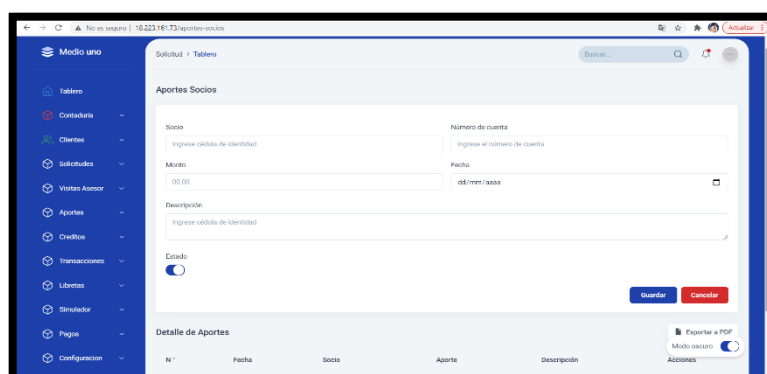 No es seguro | 18.223.161.73/aportes-socios
Actualizar
Medio uno
Solicitud > Tablero
Buscar...
Tablero
Contaduria
Clientes
Solicitudes
Visitas Asesor
Aportes
Creditos
Transacciones
Libretas
Simulador
Pagos
Configuracion
Aportes Socios
Socio
Número de cuenta
Ingrese cédula de Identidad
Ingrese el número de cuenta
Monto
Fecha
00.00
dd/mm/aaaa
Descripción
Ingrese cédula de Identidad
Estado
Guardar
Cancelar
Detalle de Aportes
Exportar a PDF
Modo oscuro
N°
Fecha
Socio
Aporte
Descripción
Acciones